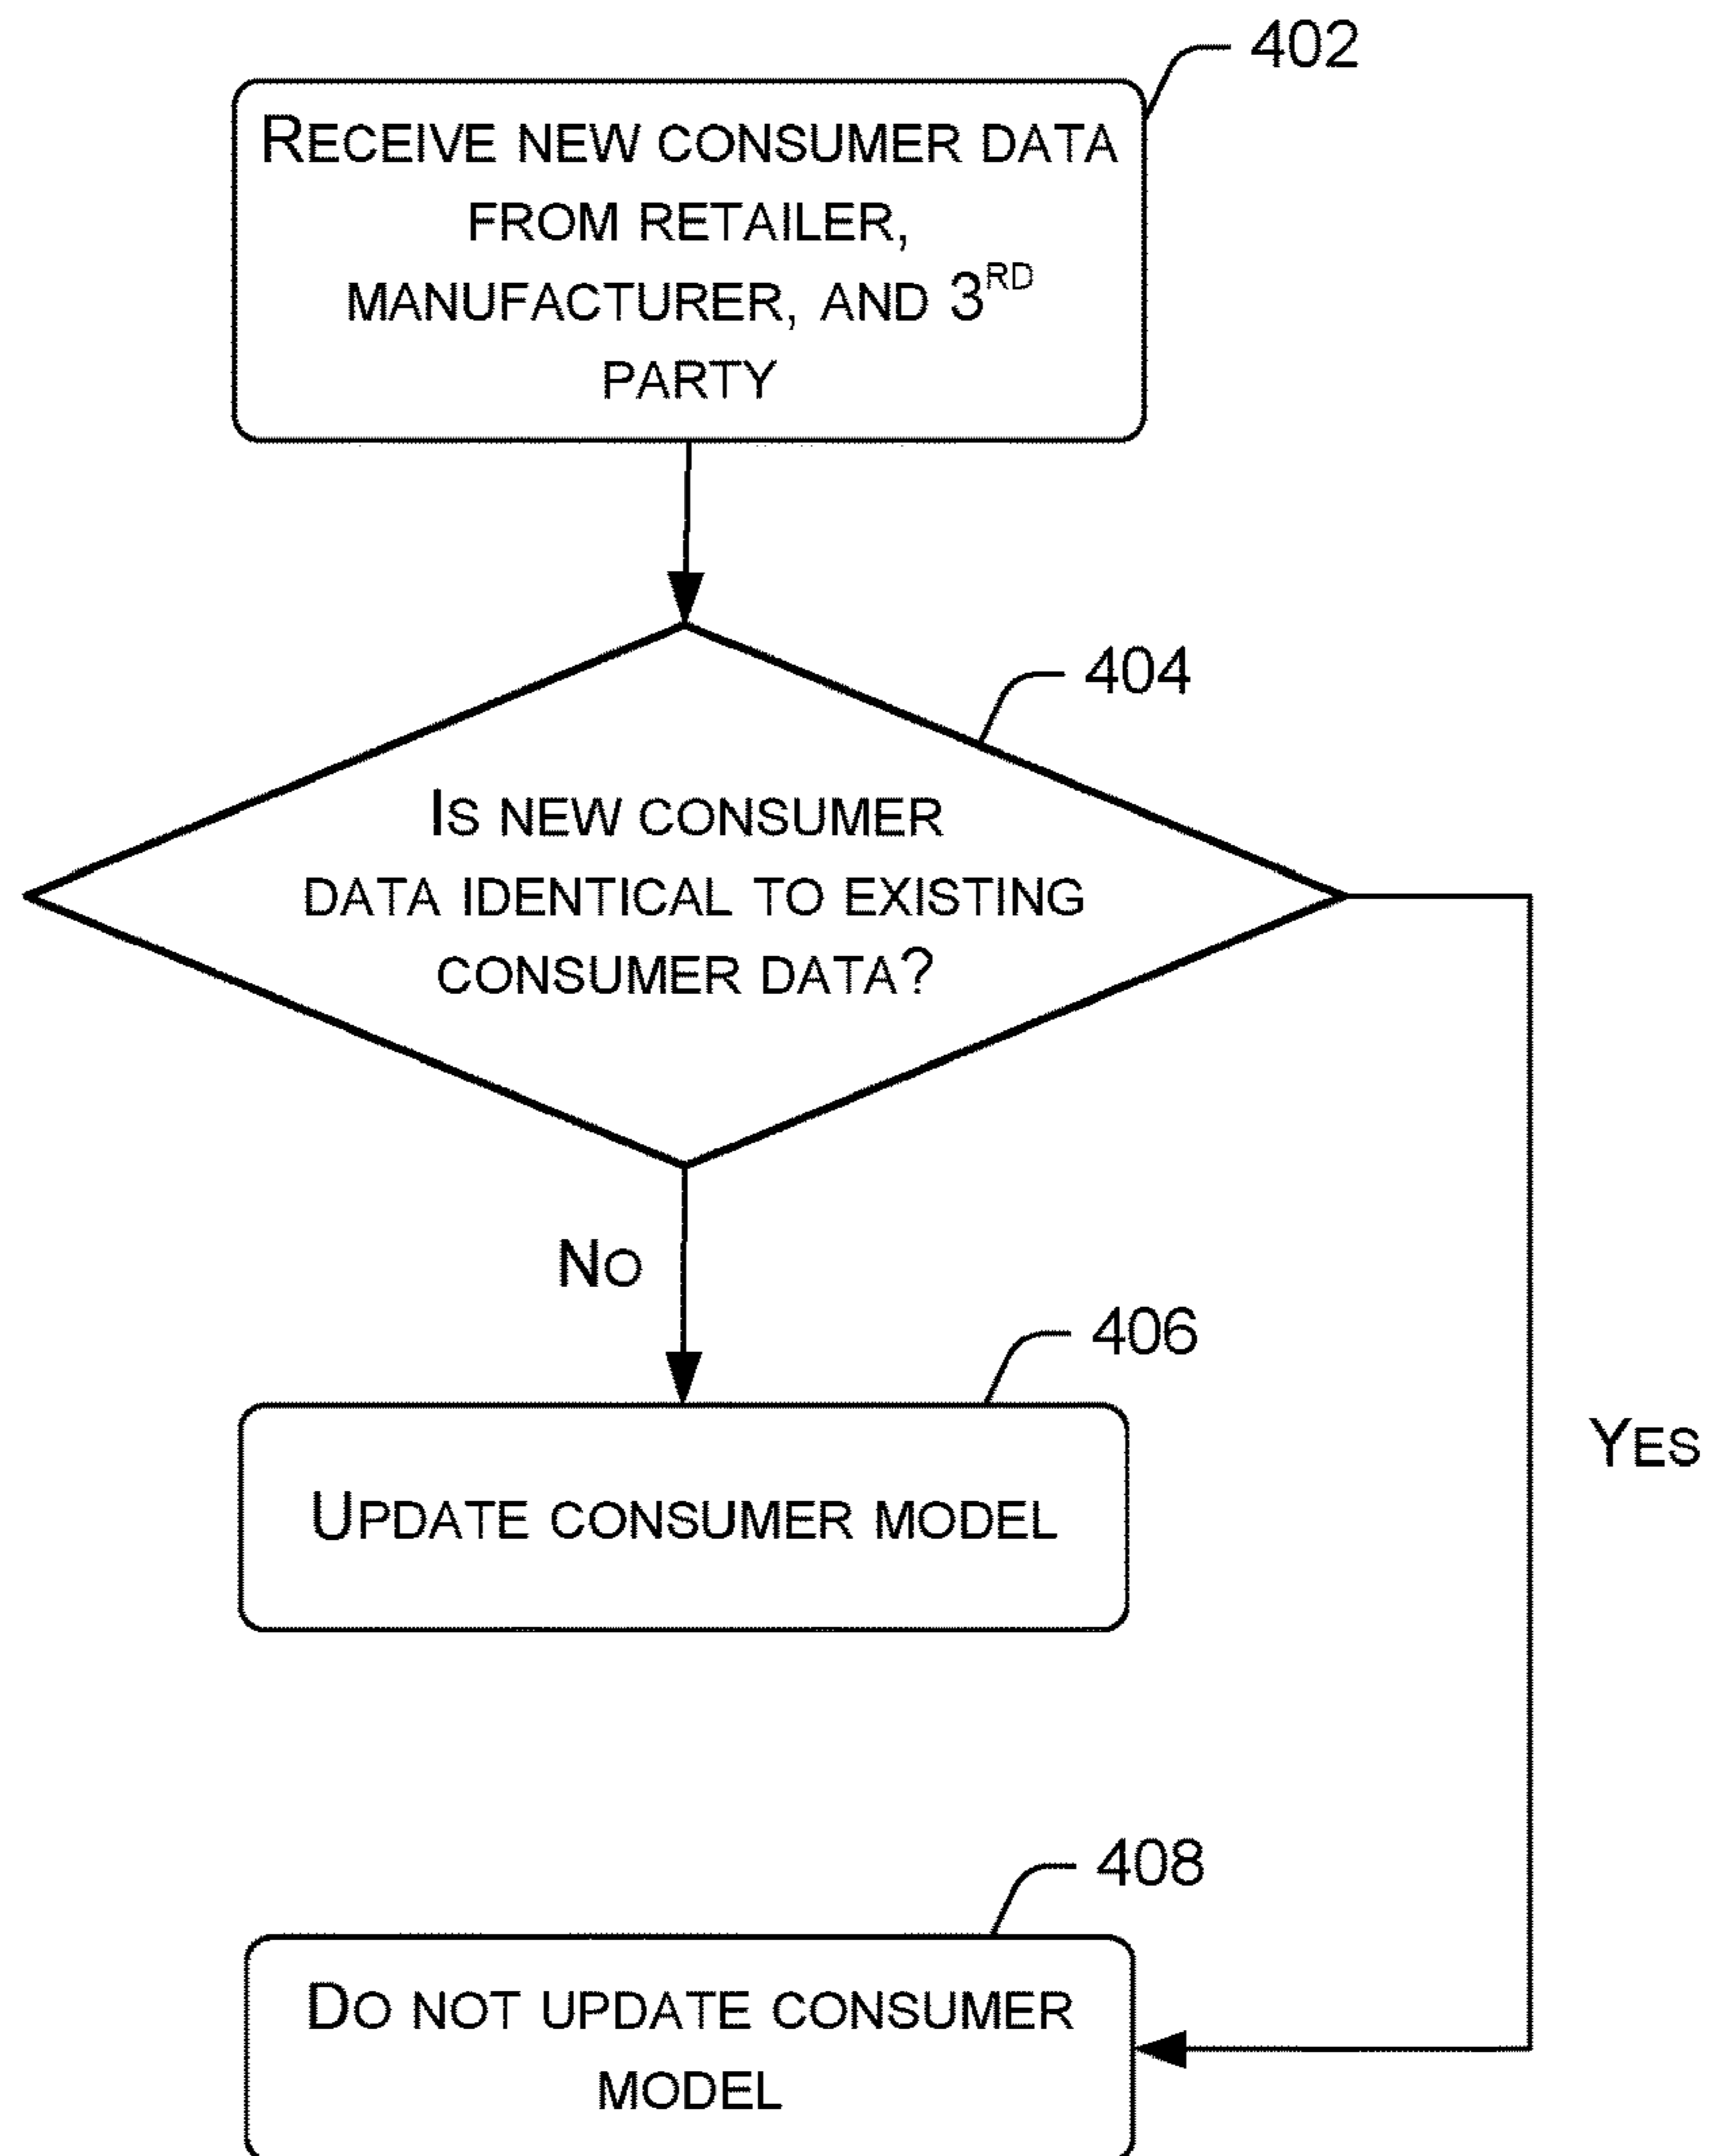 402
RECEIVE NEW CONSUMER DATA
FROM RETAILER,
MANUFACTURER, AND 3RD
PARTY
404
IS NEW CONSUMER
DATA IDENTICAL TO EXISTING
CONSUMER DATA?
NO
406
UPDATE CONSUMER MODEL
YES
408
DO NOT UPDATE CONSUMER
MODEL